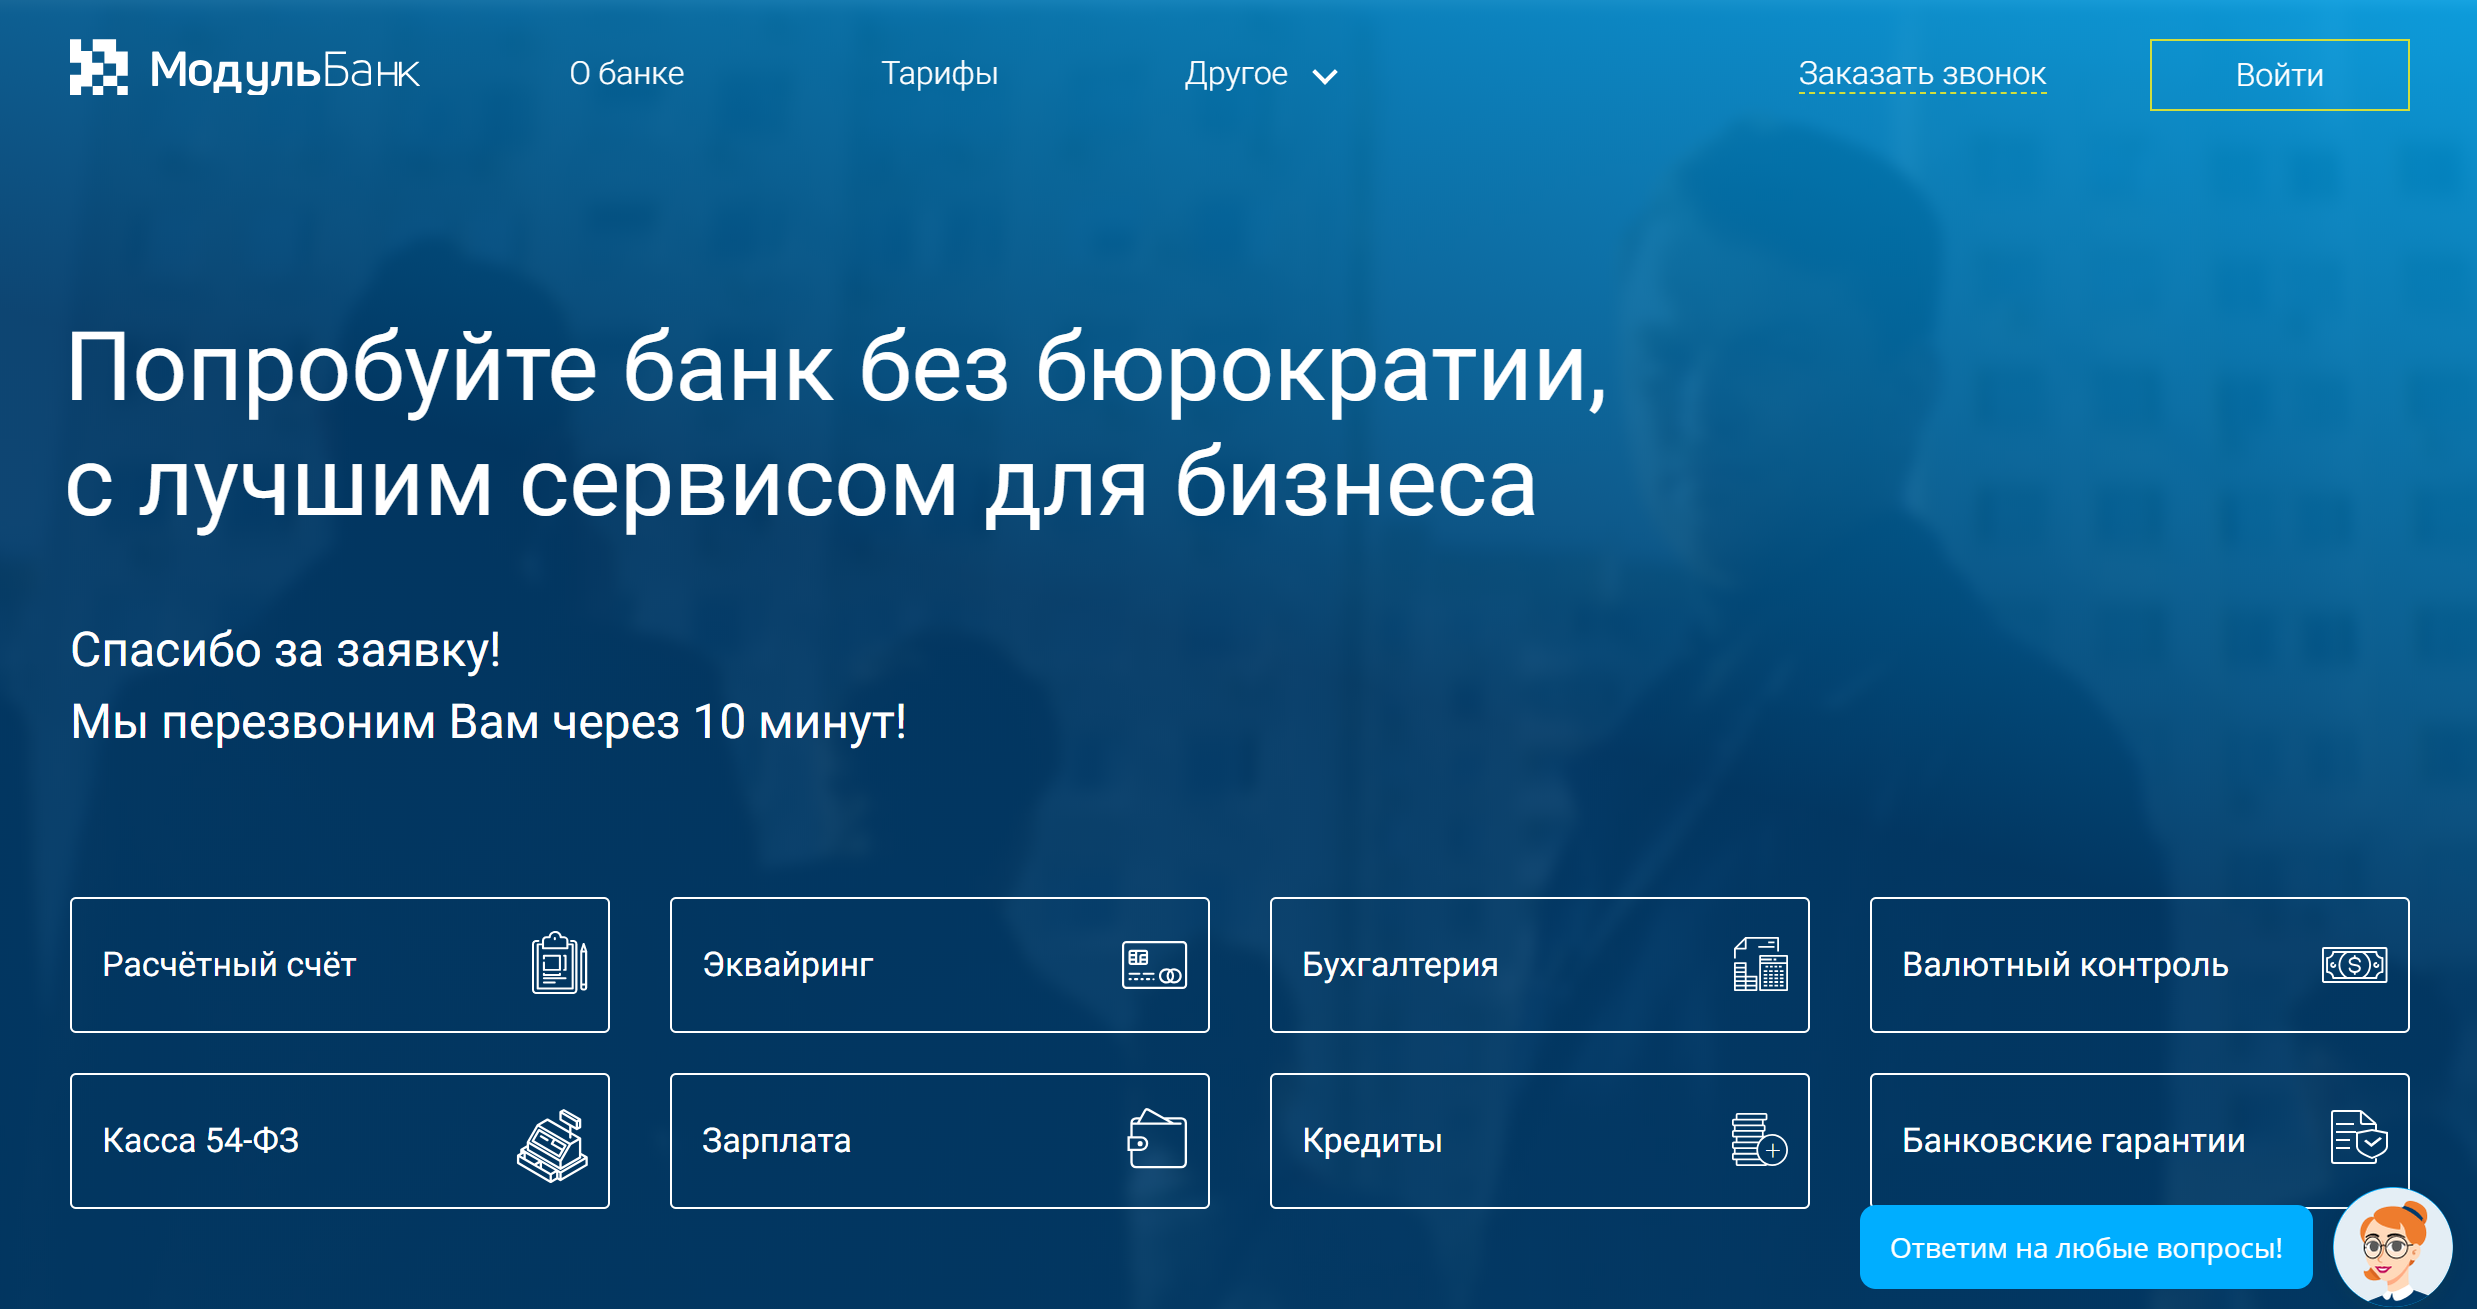 МодульБанк
О банке
Тарифы
Другое
Заказать звонок
Войти
Попробуйте банк без бюрократии,
с лучшим сервисом для бизнеса
Спасибо за заявку!
Мы перезвоним Вам через 10 минут!
Расчётный счёт
Эквайринг
Бухгалтерия
Валютный контроль
Касса 54-ФЗ
Зарплата
Кредиты
Банковские гарантии
Ответим на любые вопросы!